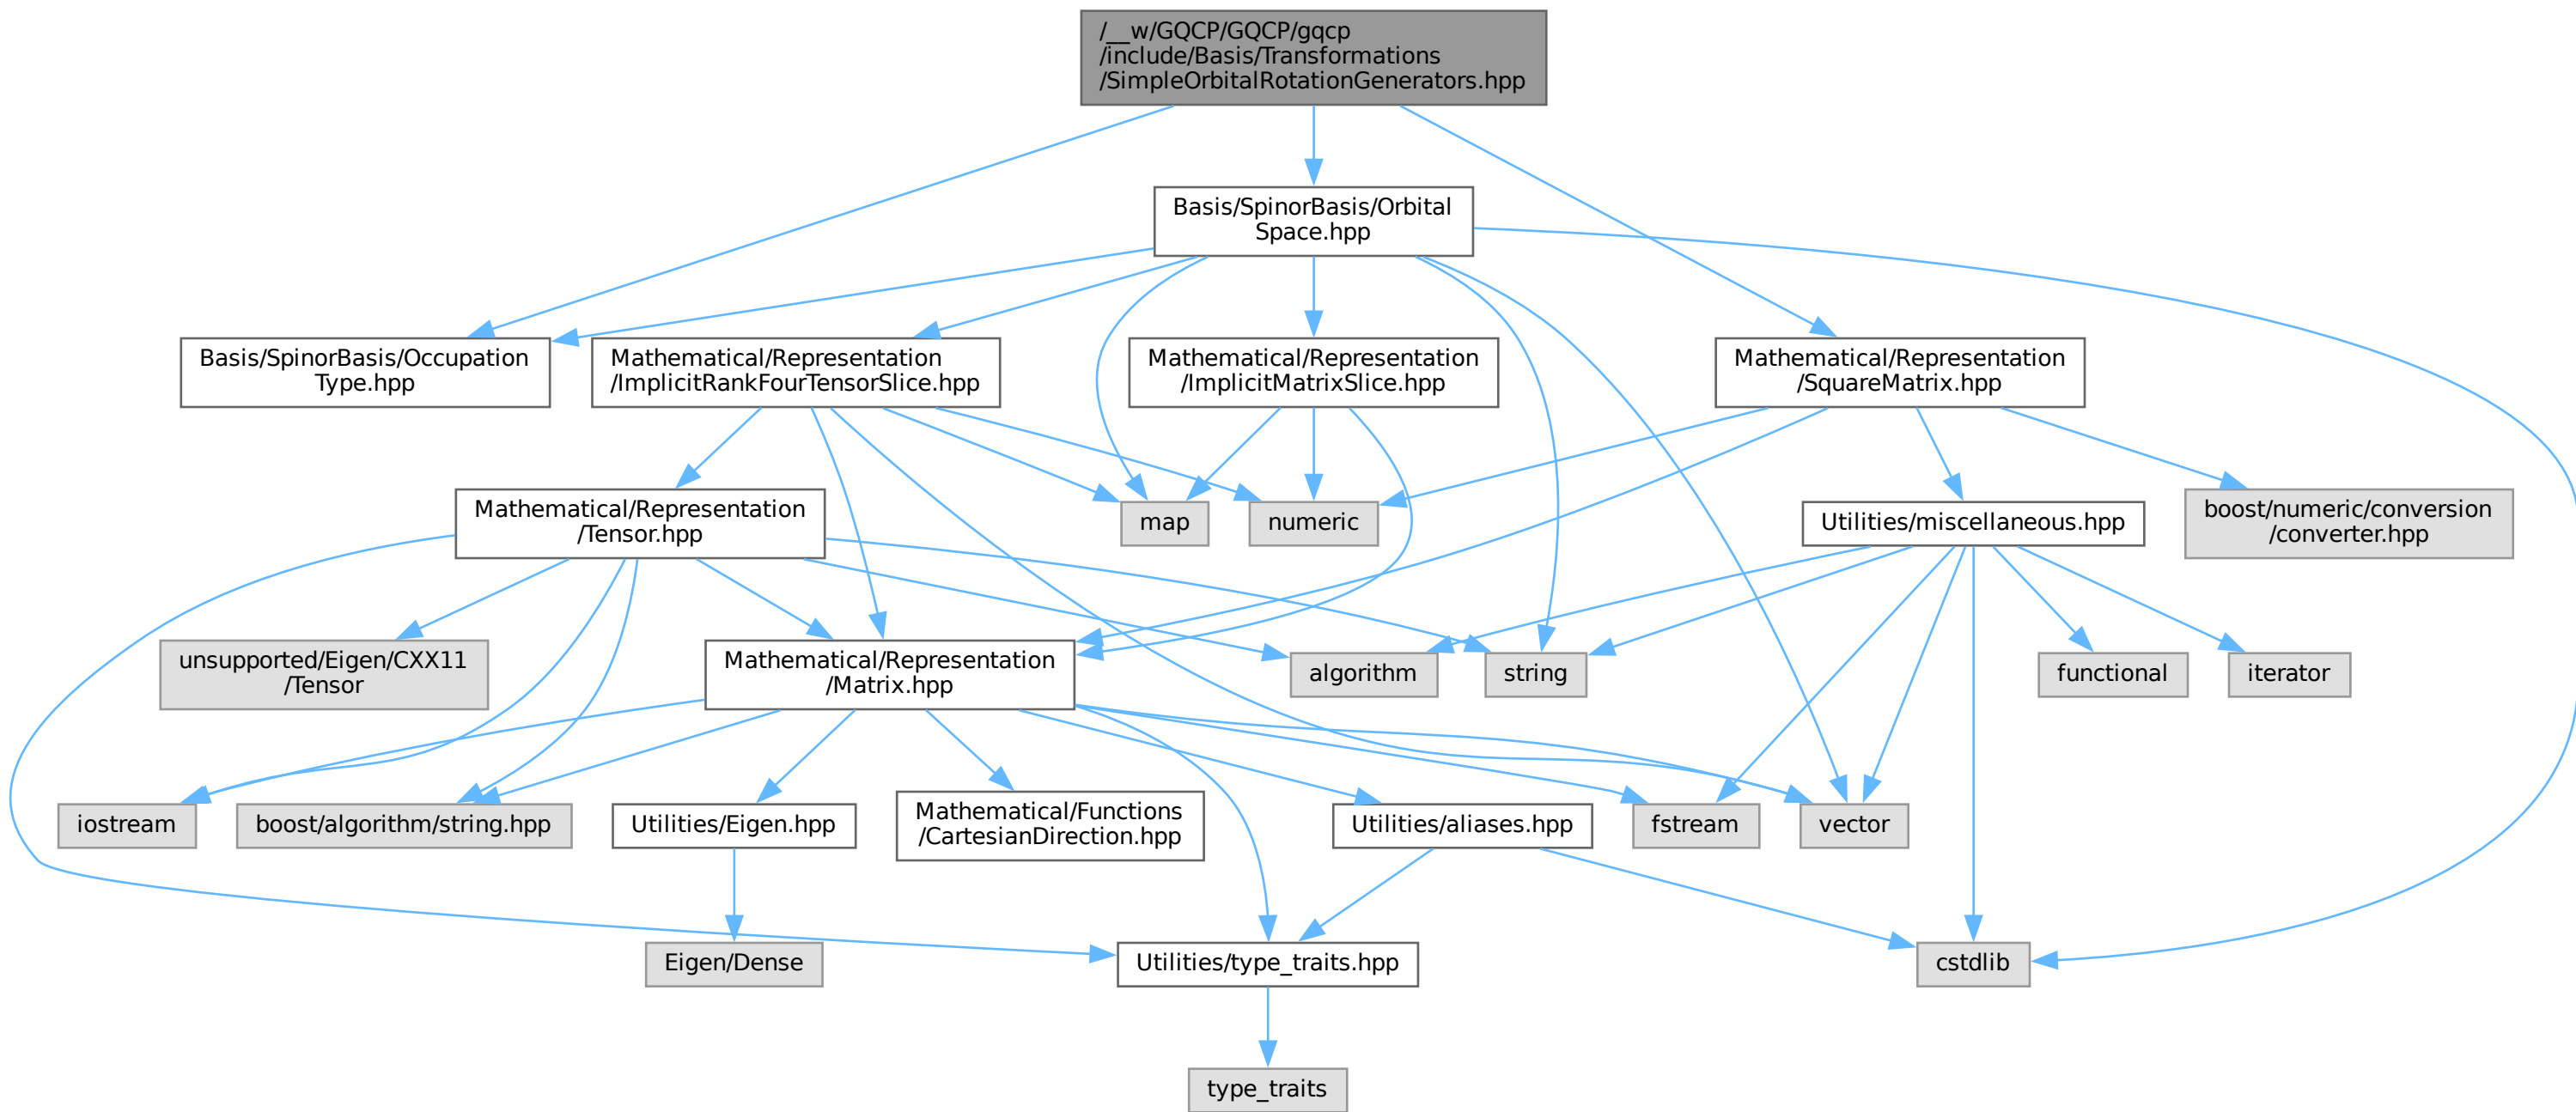 /__w/GQCP/GQCP/gqcp
/include/Basis/Transformations
/SimpleOrbitalRotationGenerators.hpp
Basis/SpinorBasis/Orbital
Space.hpp
Basis/SpinorBasis/Occupation
Type.hpp
Mathematical/Representation
/ImplicitRankFourTensorSlice.hpp
Mathematical/Representation
/ImplicitMatrixSlice.hpp
Mathematical/Representation
/SquareMatrix.hpp
Mathematical/Representation
/Tensor.hpp
map
numeric
Utilities/miscellaneous.hpp
boost/numeric/conversion
/converter.hpp
unsupported/Eigen/CXX11
/Tensor
Mathematical/Representation
/Matrix.hpp
algorithm
string
functional
iterator
iostream
boost/algorithm/string.hpp
Utilities/Eigen.hpp
Mathematical/Functions
/CartesianDirection.hpp
Utilities/aliases.hpp
fstream
vector
Eigen/Dense
Utilities/type_traits.hpp
cstdlib
type_traits